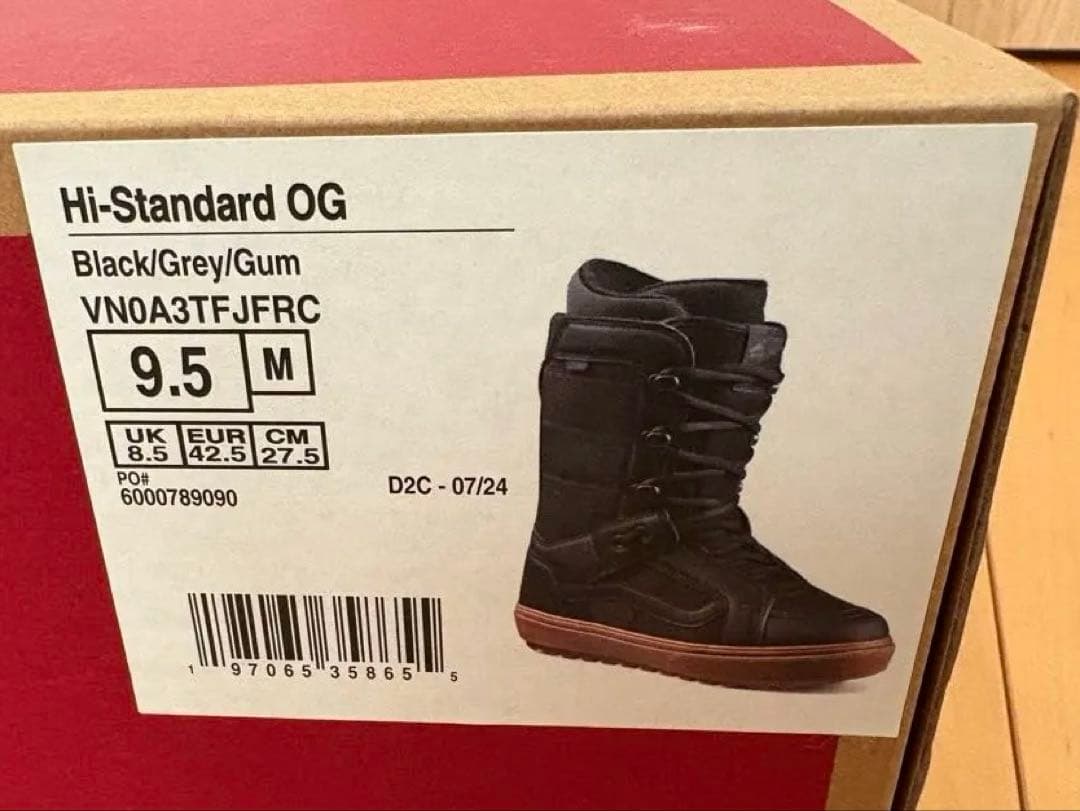 Hi-Standard OG
Black/Grey/Gum
VN0A3TFJFRC
9.5 M
UK EUR CM
8.5 42.5 27.5
PO#
6000789090
D2C - 07/24
1 97065 35865 5